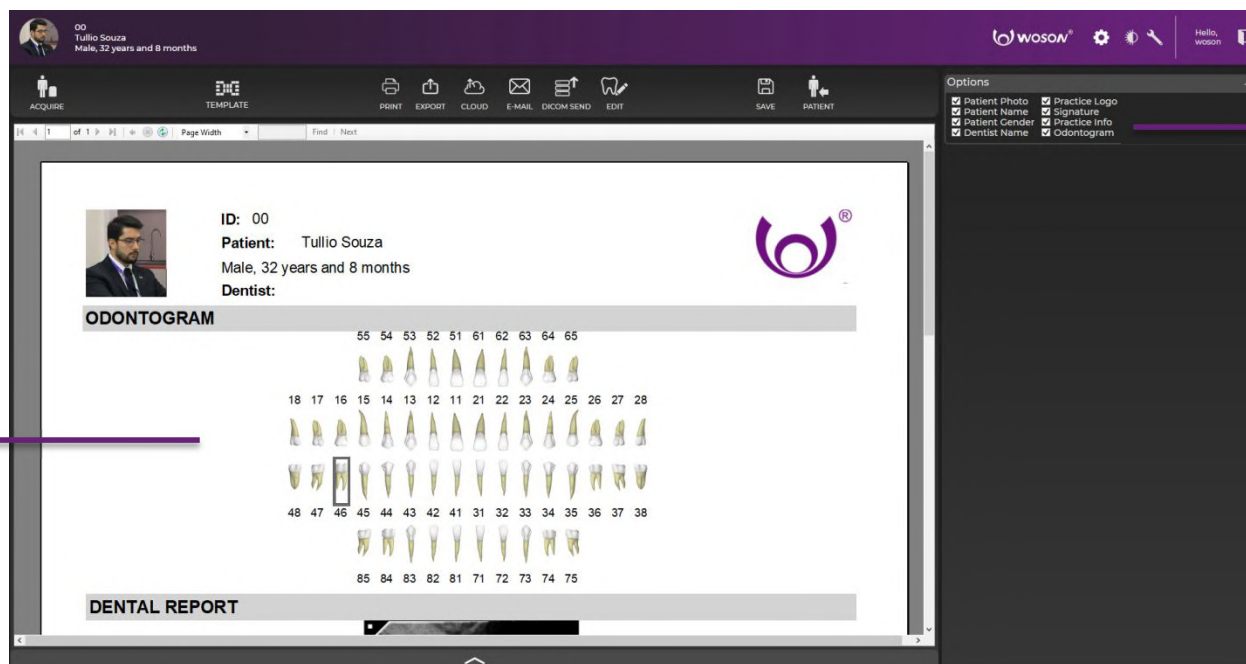 00
Tullio Souza
Male, 32 years and 8 months
woson®
Hello,
woson
ACQUIRE
TEMPLATE
PRINT EXPORT CLOUD E-MAIL DICOM SEND EDIT
SAVE PATIENT
Options
Patient Photo Practice Logo
Patient Name Signature
Patient Gender Practice Info
Dentist Name Odontogram
1 of 1 Page Width Find Next
ID: 00
Patient: Tullio Souza
Male, 32 years and 8 months
Dentist:
®
ODONTOGRAM
55 54 53 52 51 61 62 63 64 65
18 17 16 15 14 13 12 11 21 22 23 24 25 26 27 28
48 47 46 45 44 43 42 41 31 32 33 34 35 36 37 38
85 84 83 82 81 71 72 73 74 75
DENTAL REPORT